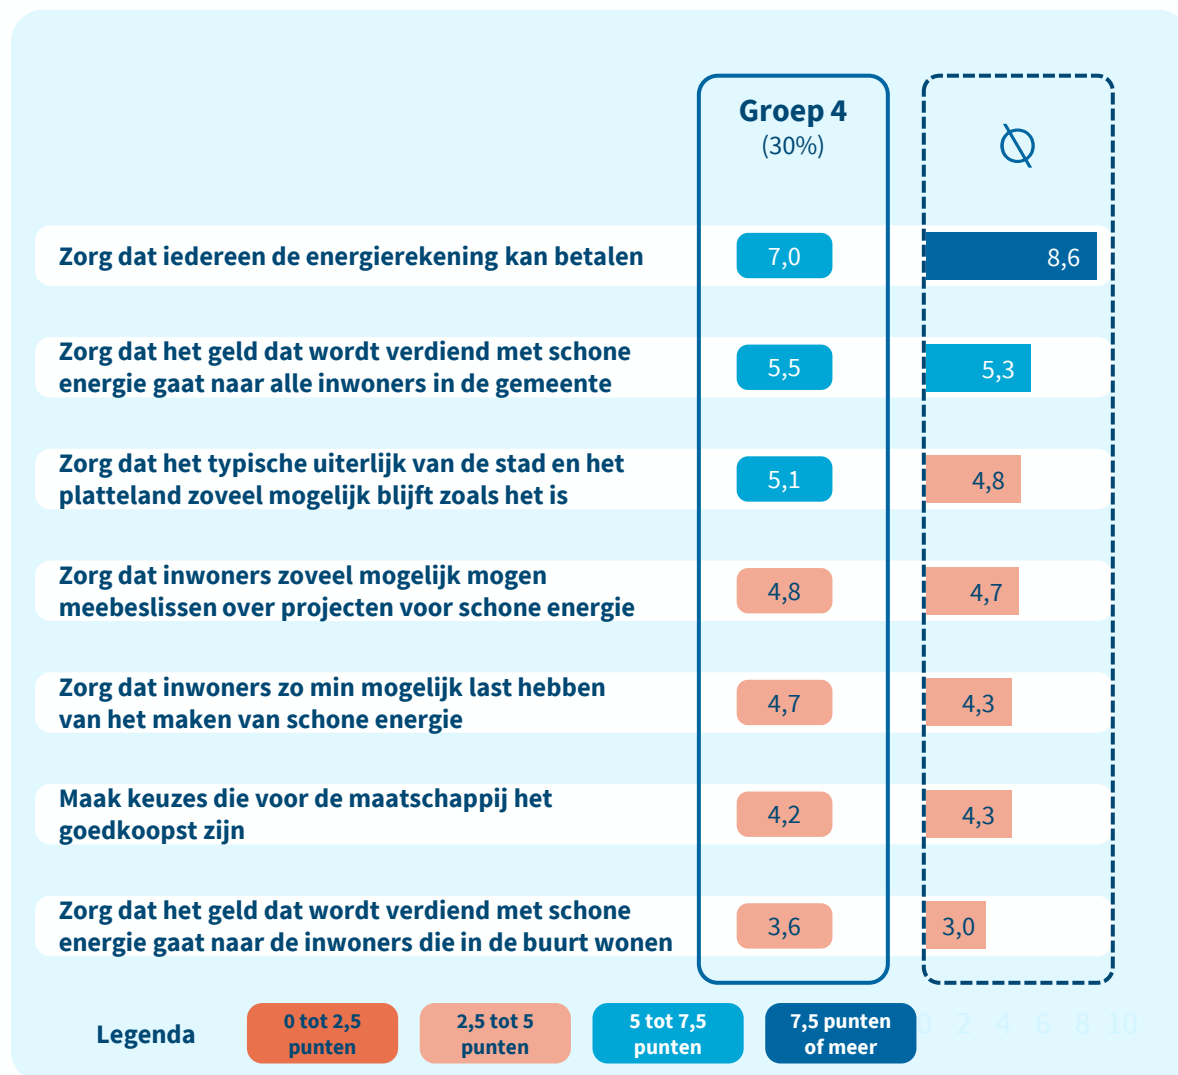 Groep 4
(30%)
Ø
Zorg dat iedereen de energierekening kan betalen
7,0
8,6
Zorg dat het geld dat wordt verdiend met schone
energie gaat naar alle inwoners in de gemeente
5,5
5,3
Zorg dat het typische uiterlijk van de stad en het
platteland zoveel mogelijk blijft zoals het is
5,1
4,8
Zorg dat inwoners zoveel mogelijk mogen
meebeslissen over projecten voor schone energie
4,8
4,7
Zorg dat inwoners zo min mogelijk last hebben
van het maken van schone energie
4,7
4,3
Maak keuzes die voor de maatschappij het
goedkoopst zijn
4,2
4,3
Zorg dat het geld dat wordt verdiend met schone
energie gaat naar de inwoners die in de buurt wonen
3,6
3,0
Legenda
0 tot 2,5
punten
2,5 tot 5
punten
5 tot 7,5
punten
7,5 punten
of meer
0 2 4 6 8 10